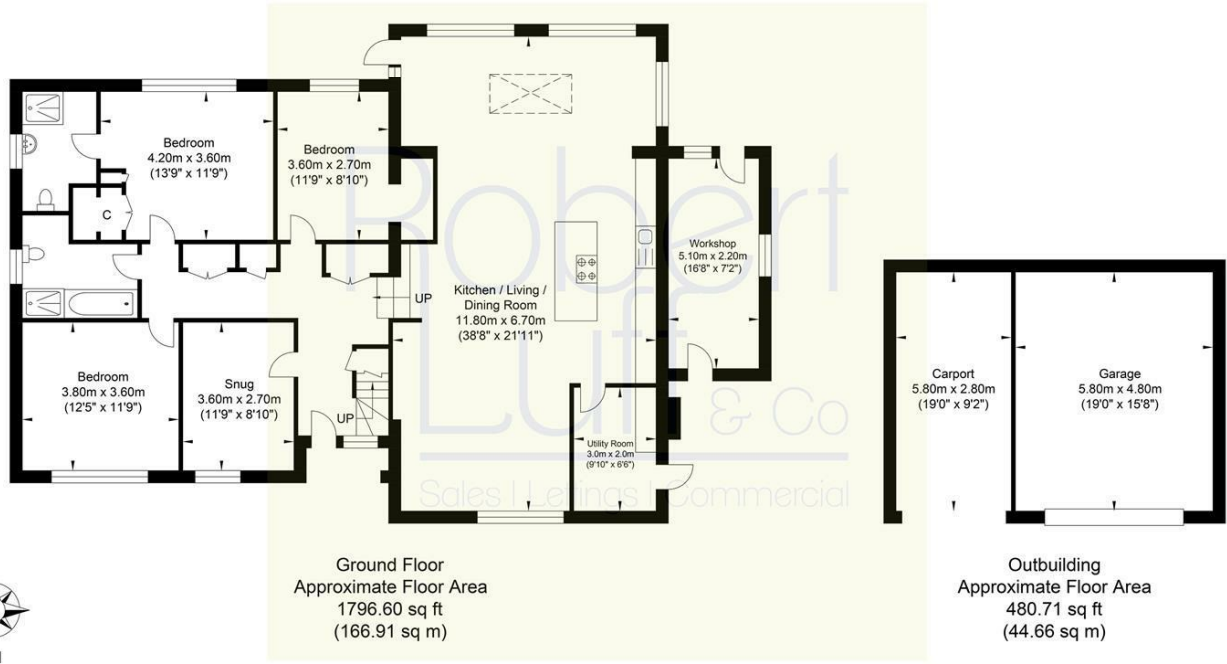 Bedroom
4.20m x 3.60m
(13'9" x 11'9")
Bedroom
3.60m x 2.70m
(11'9" x 8'10")
C
Kitchen / Living /
Dining Room
11.80m x 6.70m
(38'8" x 21'11")
UP
Workshop
5.10m x 2.20m
(16'8" x 7'2")
Bedroom
3.80m x 3.60m
(12'5" x 11'9")
Snug
3.60m x 2.70m
(11'9" x 8'10")
UP
Utility Room
3.0m x 2.0m
(9'10" x 6'6")
Carport
5.80m x 2.80m
(19'0" x 9'2")
Garage
5.80m x 4.80m
(19'0" x 15'8")
Robert
Luff
& Co
Sales | Lettings | Commercial
Ground Floor
Approximate Floor Area
1796.60 sq ft
(166.91 sq m)
Outbuilding
Approximate Floor Area
480.71 sq ft
(44.66 sq m)